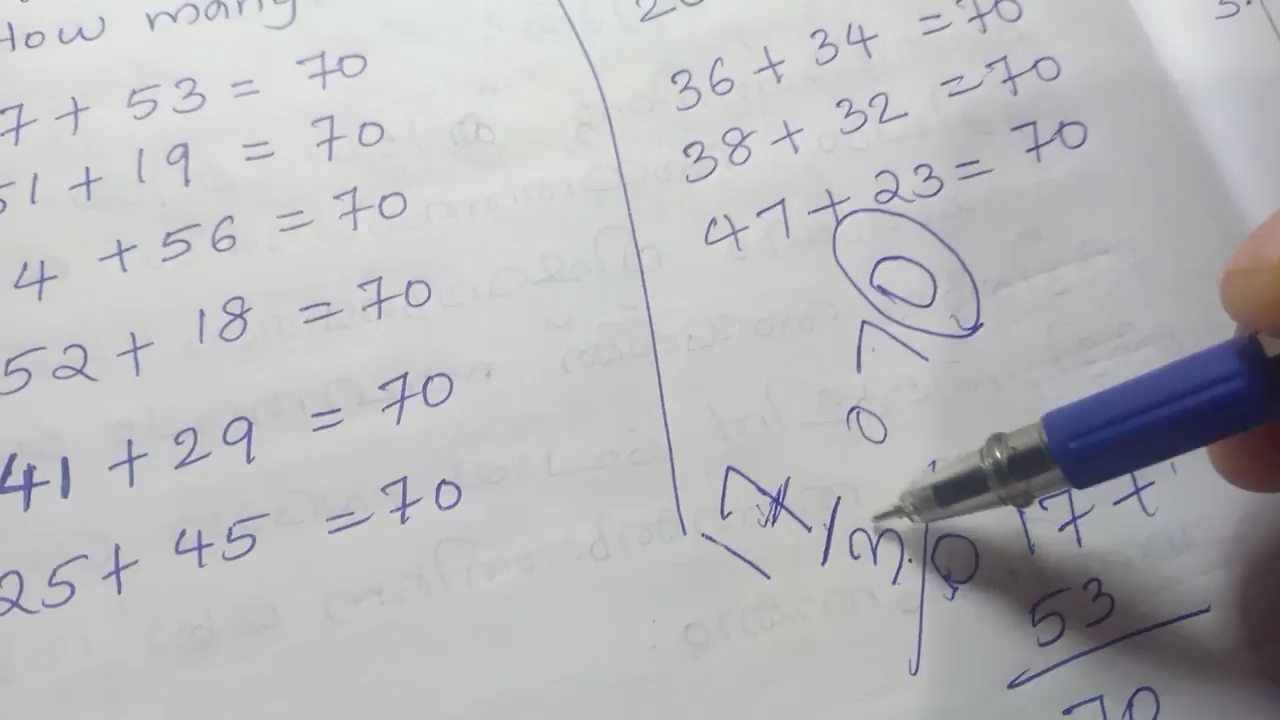 How many
7 + 53 = 70
51 + 19 = 70
4 + 56 = 70
52 + 18 = 70
41 + 29 = 70
25 + 45 = 70
36 + 34 = 70
38 + 32 = 70
47 + 23 = 70
70
0
17 +
53
70